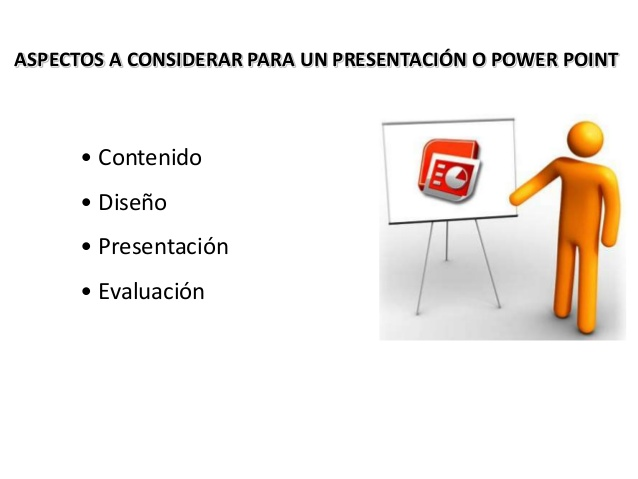 ASPECTOS A CONSIDERAR PARA UN PRESENTACIÓN O POWER POINT
• Contenido
• Diseño
• Presentación
• Evaluación